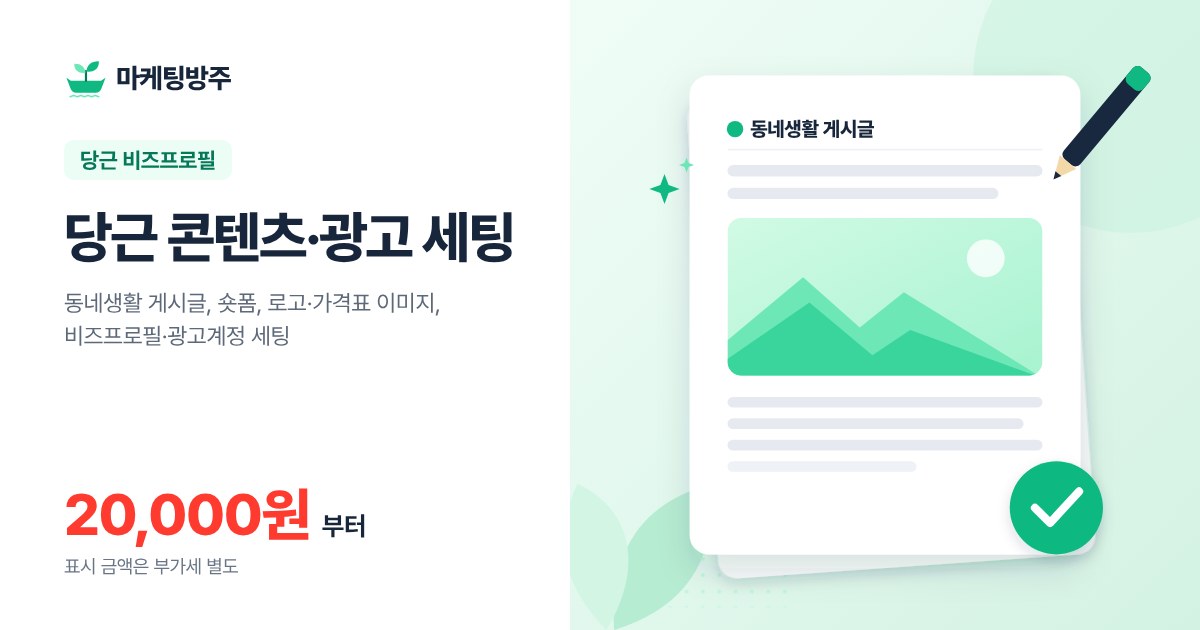 마케팅방주
당근 비즈프로필
당근 콘텐츠·광고 세팅
동네생활 게시글, 숏폼, 로고·가격표 이미지,
비즈프로필·광고계정 세팅
20,000원 부터
표시 금액은 부가세 별도
동네생활 게시글